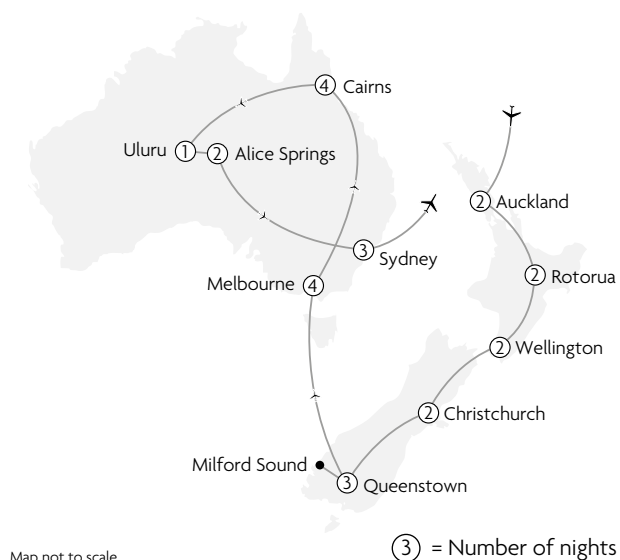 4 Cairns
Uluru 1 2 Alice Springs
2 Auckland
3 Sydney
Melbourne 4
2 Rotorua
2 Wellington
2 Christchurch
Milford Sound
3 Queenstown
Map not to scale
3 = Number of nights